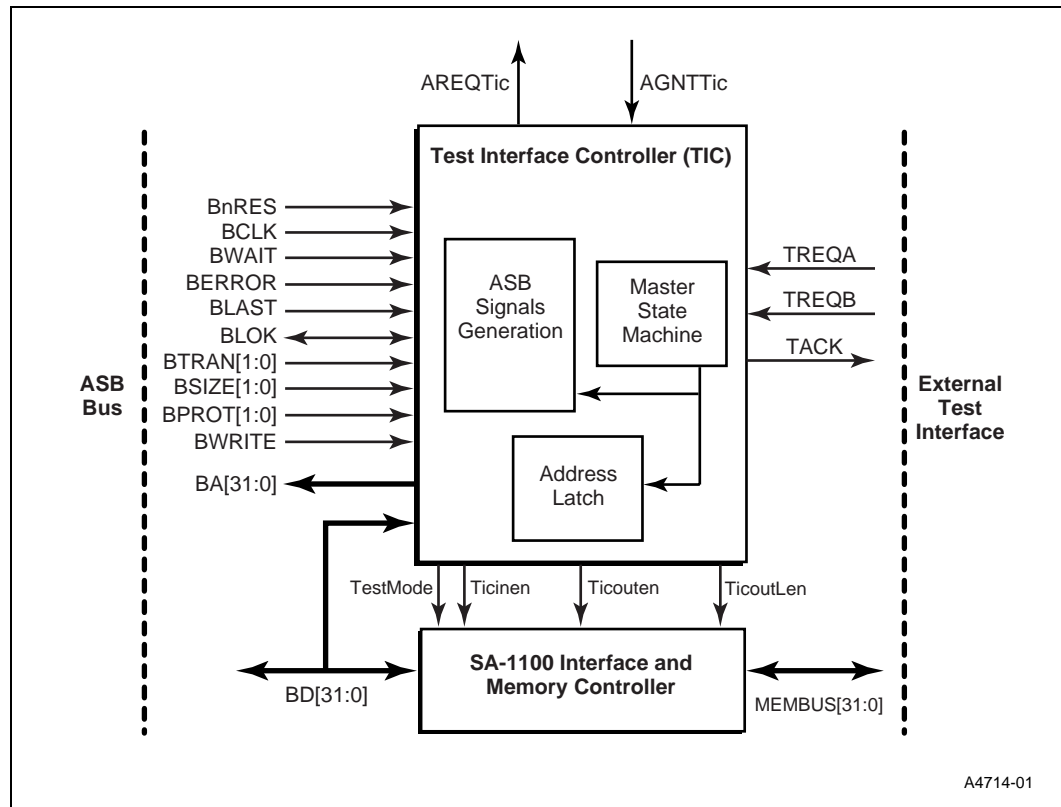 AREQTic
AGNTTic
Test Interface Controller (TIC)
BnRES
BCLK
BWAIT
BERROR
BLAST
BLOK
BTRAN[1:0]
BSIZE[1:0]
BPROT[1:0]
BWRITE
BA[31:0]
ASB
Bus
ASB
Signals
Generation
Master
State
Machine
Address
Latch
TREQA
TREQB
TACK
External
Test
Interface
TestMode
Ticinen
Ticouten
TicoutLen
SA-1100 Interface and
Memory Controller
BD[31:0]
MEMBUS[31:0]
A4714-01